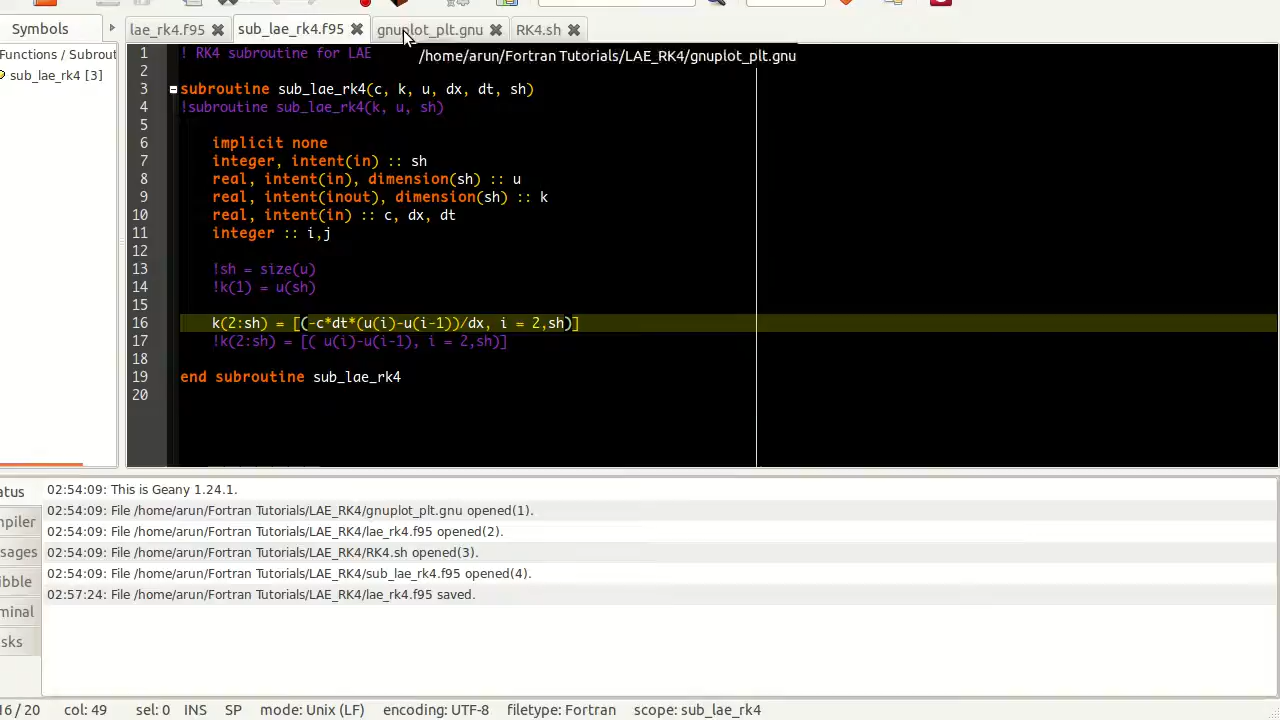 Symbols
lae_rk4.f95
sub_lae_rk4.f95
gnuplot_plt.gnu
RK4.sh
/home/arun/Fortran Tutorials/LAE_RK4/gnuplot_plt.gnu
Functions / Subrout
sub_lae_rk4 [3]
1 ! RK4 subroutine for LAE
2
3 subroutine sub_lae_rk4(c, k, u, dx, dt, sh)
4 !subroutine sub_lae_rk4(k, u, sh)
5
6 implicit none
7 integer, intent(in) :: sh
8 real, intent(in), dimension(sh) :: u
9 real, intent(inout), dimension(sh) :: k
10 real, intent(in) :: c, dx, dt
11 integer :: i,j
12
13 !sh = size(u)
14 !k(1) = u(sh)
15
16 k(2:sh) = [(-c*dt*(u(i)-u(i-1))/dx, i = 2,sh)]
17 !k(2:sh) = [( u(i)-u(i-1), i = 2,sh)]
18
19 end subroutine sub_lae_rk4
20
atus
mpiler
sages
ibble
minal
sks
02:54:09: This is Geany 1.24.1.
02:54:09: File /home/arun/Fortran Tutorials/LAE_RK4/gnuplot_plt.gnu opened(1).
02:54:09: File /home/arun/Fortran Tutorials/LAE_RK4/lae_rk4.f95 opened(2).
02:54:09: File /home/arun/Fortran Tutorials/LAE_RK4/RK4.sh opened(3).
02:54:09: File /home/arun/Fortran Tutorials/LAE_RK4/sub_lae_rk4.f95 opened(4).
02:57:24: File /home/arun/Fortran Tutorials/LAE_RK4/lae_rk4.f95 saved.
16 / 20 col: 49 sel: 0 INS SP mode: Unix (LF) encoding: UTF-8 filetype: Fortran scope: sub_lae_rk4